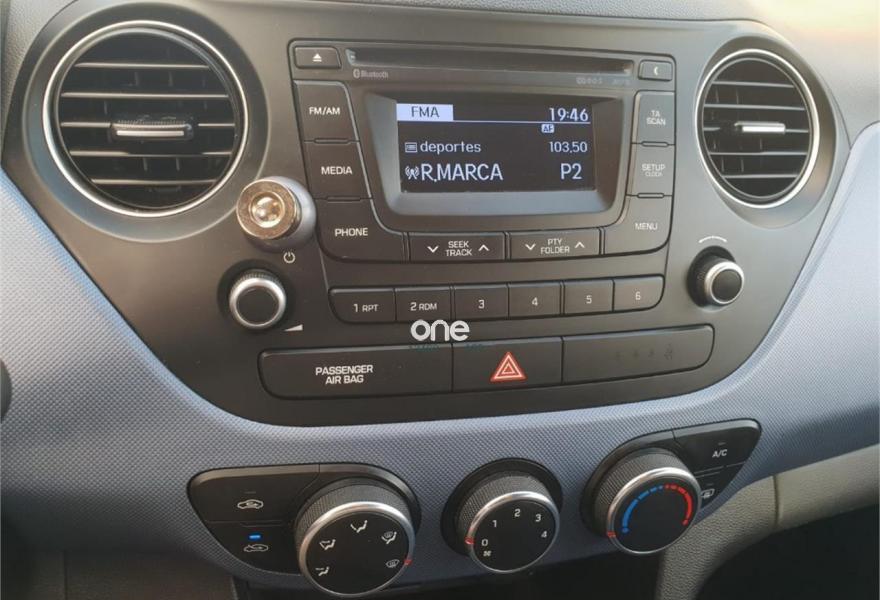 Bluetooth
FM/AM
MEDIA
PHONE
FMA 19:46
AF
deportes 103,50
R.MARCA P2
TA
SCAN
SETUP
CLOCK
MENU
SEEK
TRACK
PTY
FOLDER
1 RPT
2 RDM
3
4
5
6
one
PASSENGER
AIR BAG
A/C
0 1 2 3 4